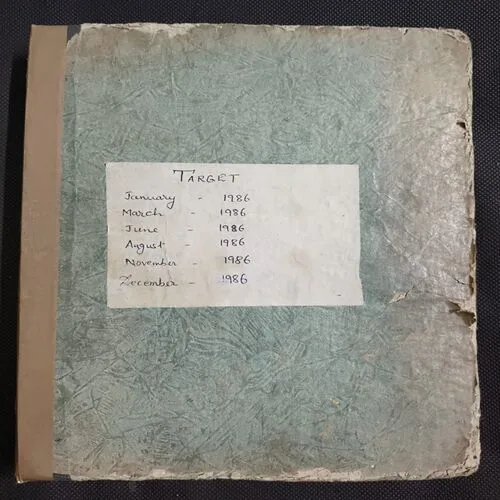 TARGET
January - 1986
March - 1986
June - 1986
August - 1986
November - 1986
December - 1986